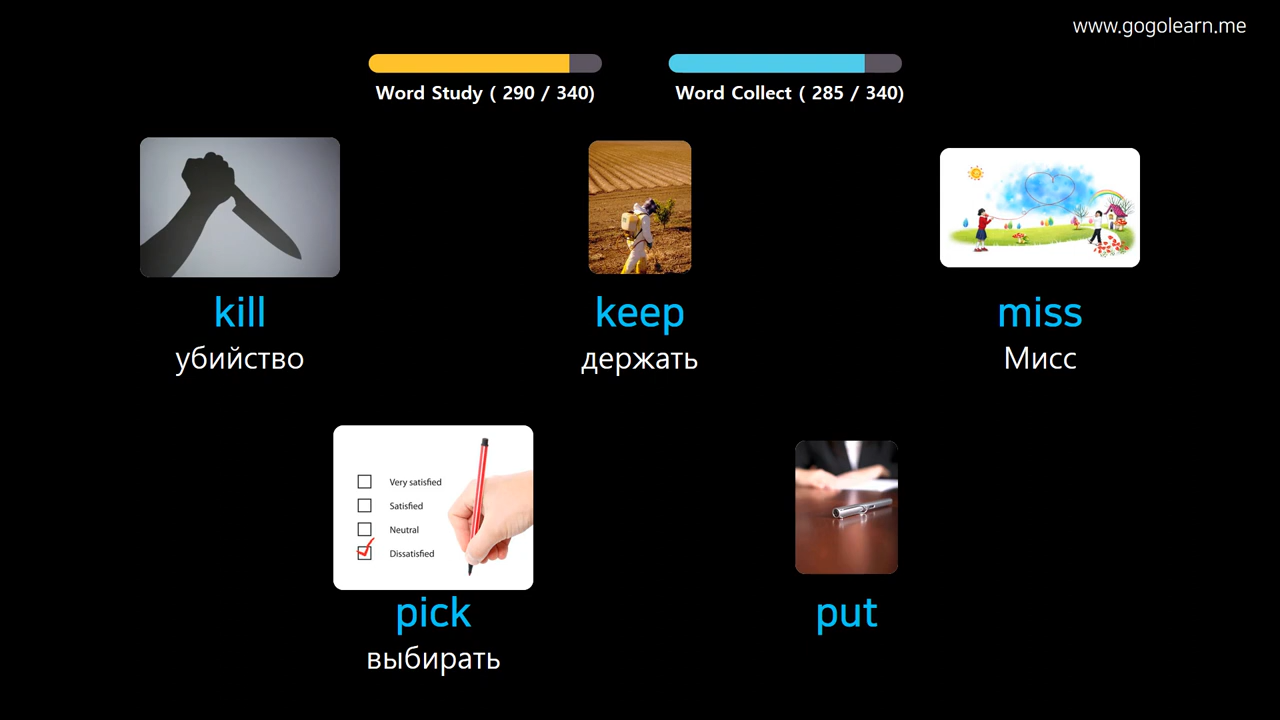 www.gogolearn.me
Word Study ( 290 / 340)
Word Collect ( 285 / 340)
kill
убийство
keep
держать
miss
Мисс
Very satisfied
Satisfied
Neutral
Dissatisfied
pick
выбирать
put